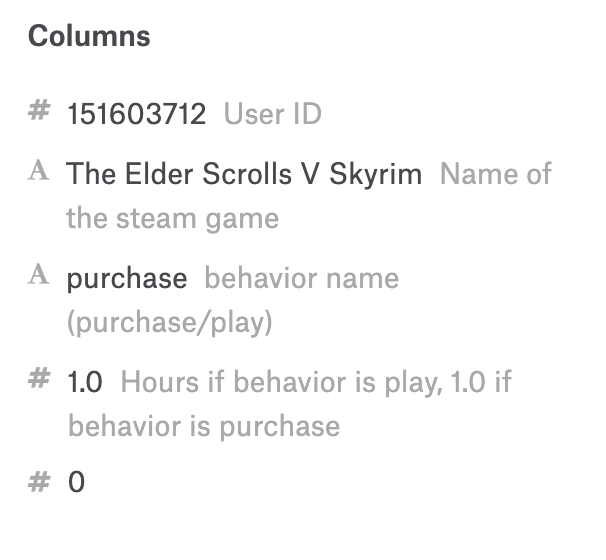 Columns
# 151603712 User ID
A The Elder Scrolls V Skyrim Name of
the steam game
A purchase behavior name
(purchase/play)
# 1.0 Hours if behavior is play, 1.0 if
behavior is purchase
# 0